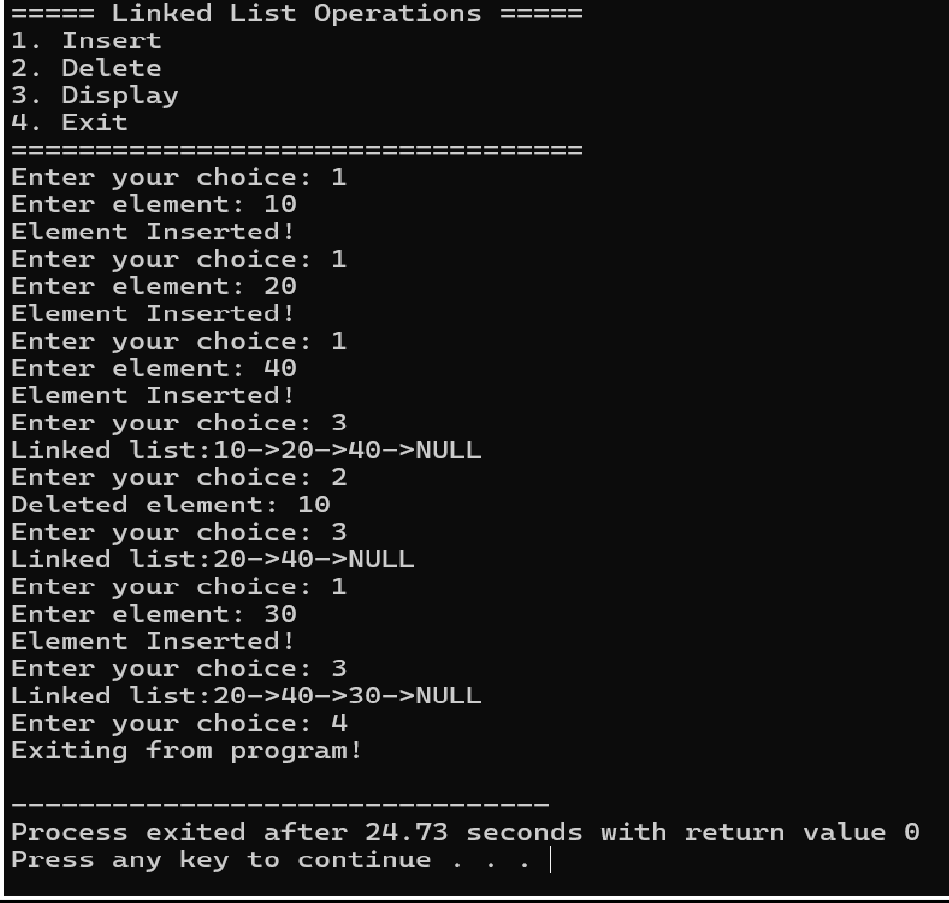 ===== Linked List Operations =====
1. Insert
2. Delete
3. Display
4. Exit
==================================
Enter your choice: 1
Enter element: 10
Element Inserted!
Enter your choice: 1
Enter element: 20
Element Inserted!
Enter your choice: 1
Enter element: 40
Element Inserted!
Enter your choice: 3
Linked list:10->20->40->NULL
Enter your choice: 2
Deleted element: 10
Enter your choice: 3
Linked list:20->40->NULL
Enter your choice: 1
Enter element: 30
Element Inserted!
Enter your choice: 3
Linked list:20->40->30->NULL
Enter your choice: 4
Exiting from program!

--------------------------------
Process exited after 24.73 seconds with return value 0
Press any key to continue . . .